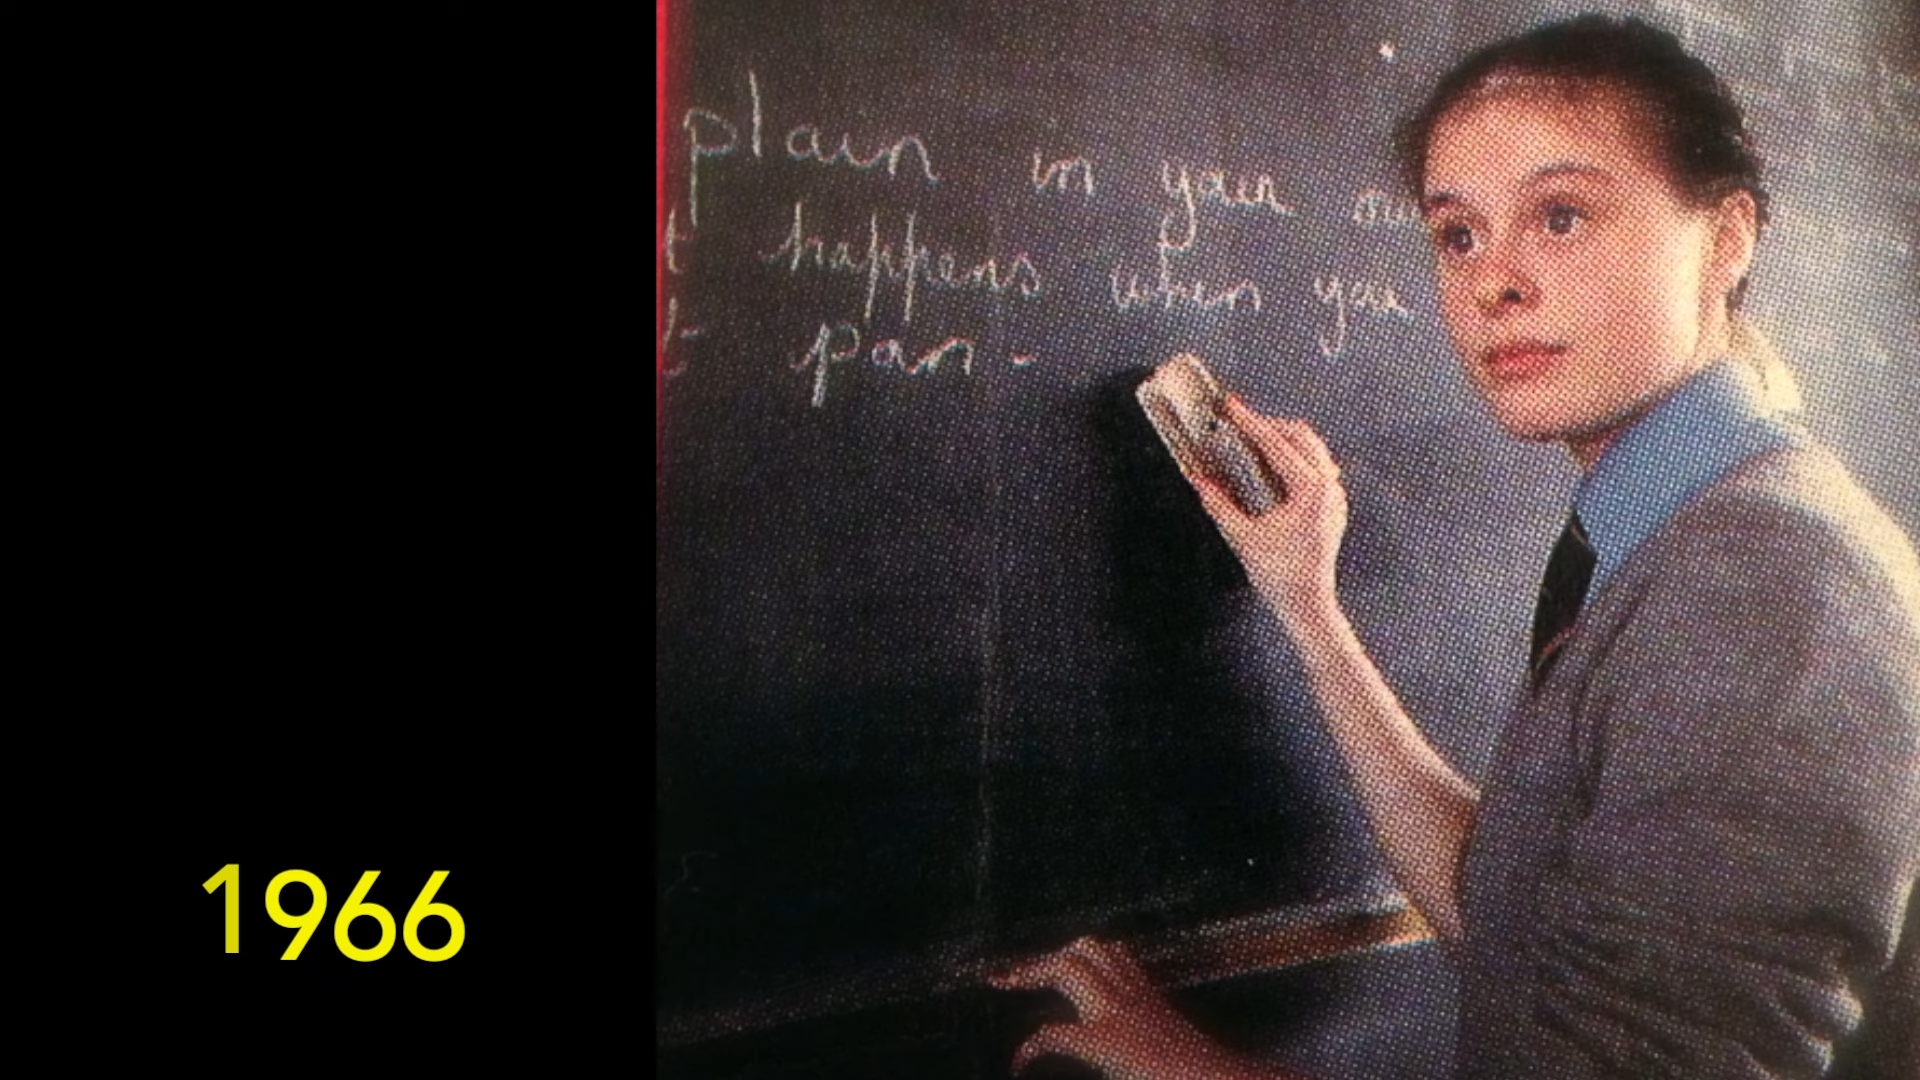 plain in your
t happens when you
t pan-
1966